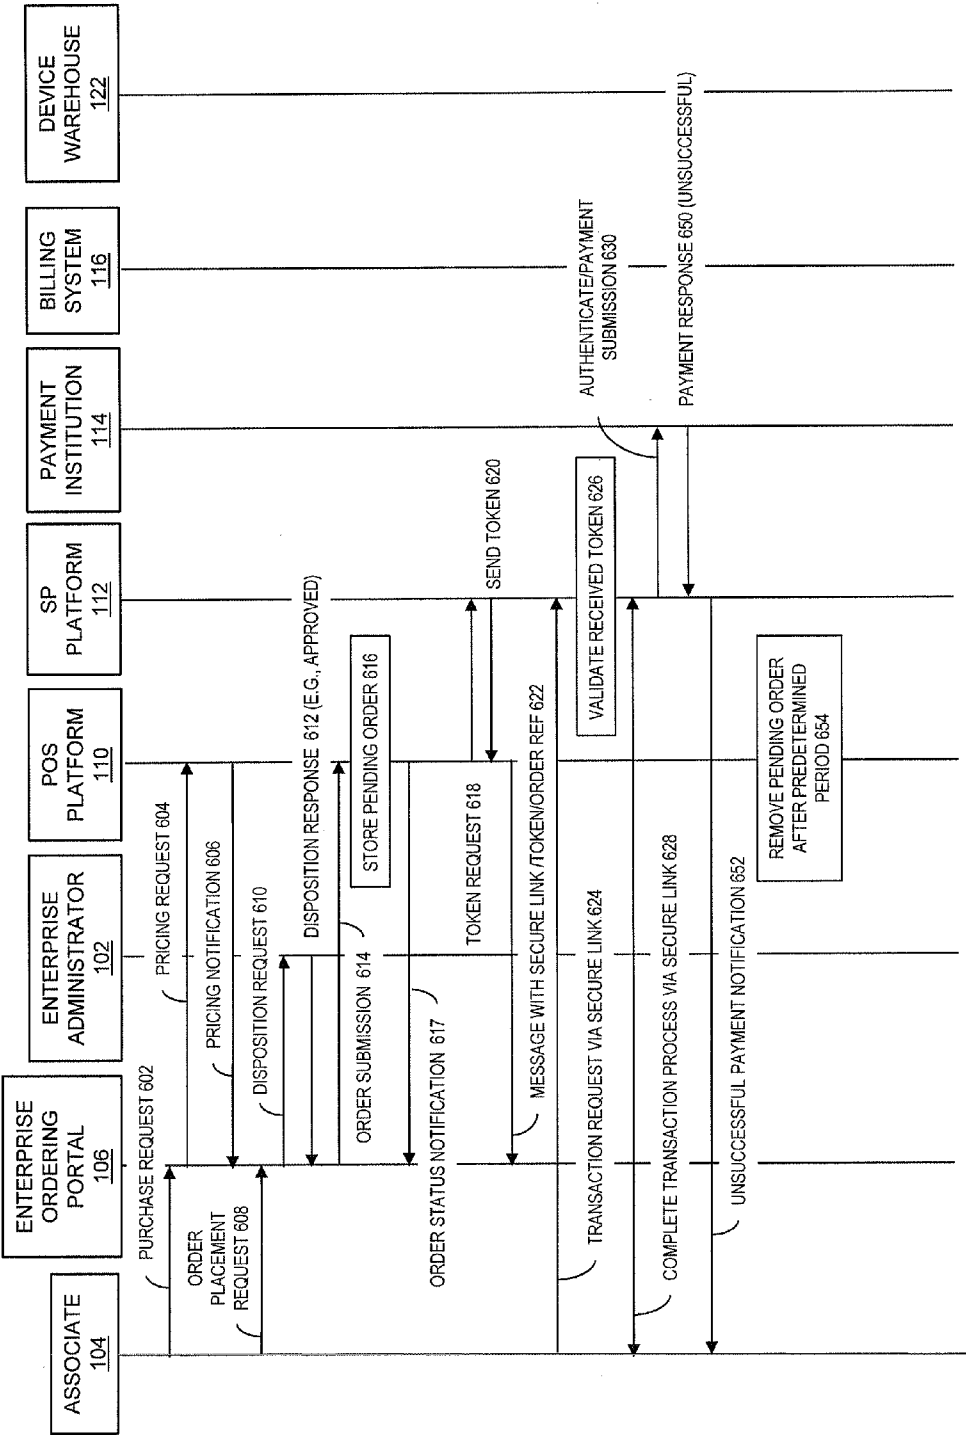 ASSOCIATE
104
ENTERPRISE
ORDERING
PORTAL
106
ENTERPRISE
ADMINISTRATOR
102
POS
PLATFORM
110
SP
PLATFORM
112
PAYMENT
INSTITUTION
114
BILLING
SYSTEM
116
DEVICE
WAREHOUSE
122
PURCHASE REQUEST 602
PRICING REQUEST 604
PRICING NOTIFICATION 606
ORDER
PLACEMENT
REQUEST 608
DISPOSITION REQUEST 610
DISPOSITION RESPONSE 612 (E.G., APPROVED)
ORDER SUBMISSION 614
STORE PENDING ORDER 616
ORDER STATUS NOTIFICATION 617
TOKEN REQUEST 618
SEND TOKEN 620
MESSAGE WITH SECURE LINK /TOKEN/ORDER REF 622
TRANSACTION REQUEST VIA SECURE LINK 624
VALIDATE RECEIVED TOKEN 626
COMPLETE TRANSACTION PROCESS VIA SECURE LINK 628
AUTHENTICATE/PAYMENT
SUBMISSION 630
PAYMENT RESPONSE 650 (UNSUCCESSFUL)
UNSUCCESSFUL PAYMENT NOTIFICATION 652
REMOVE PENDING ORDER
AFTER PREDETERMINED
PERIOD 654